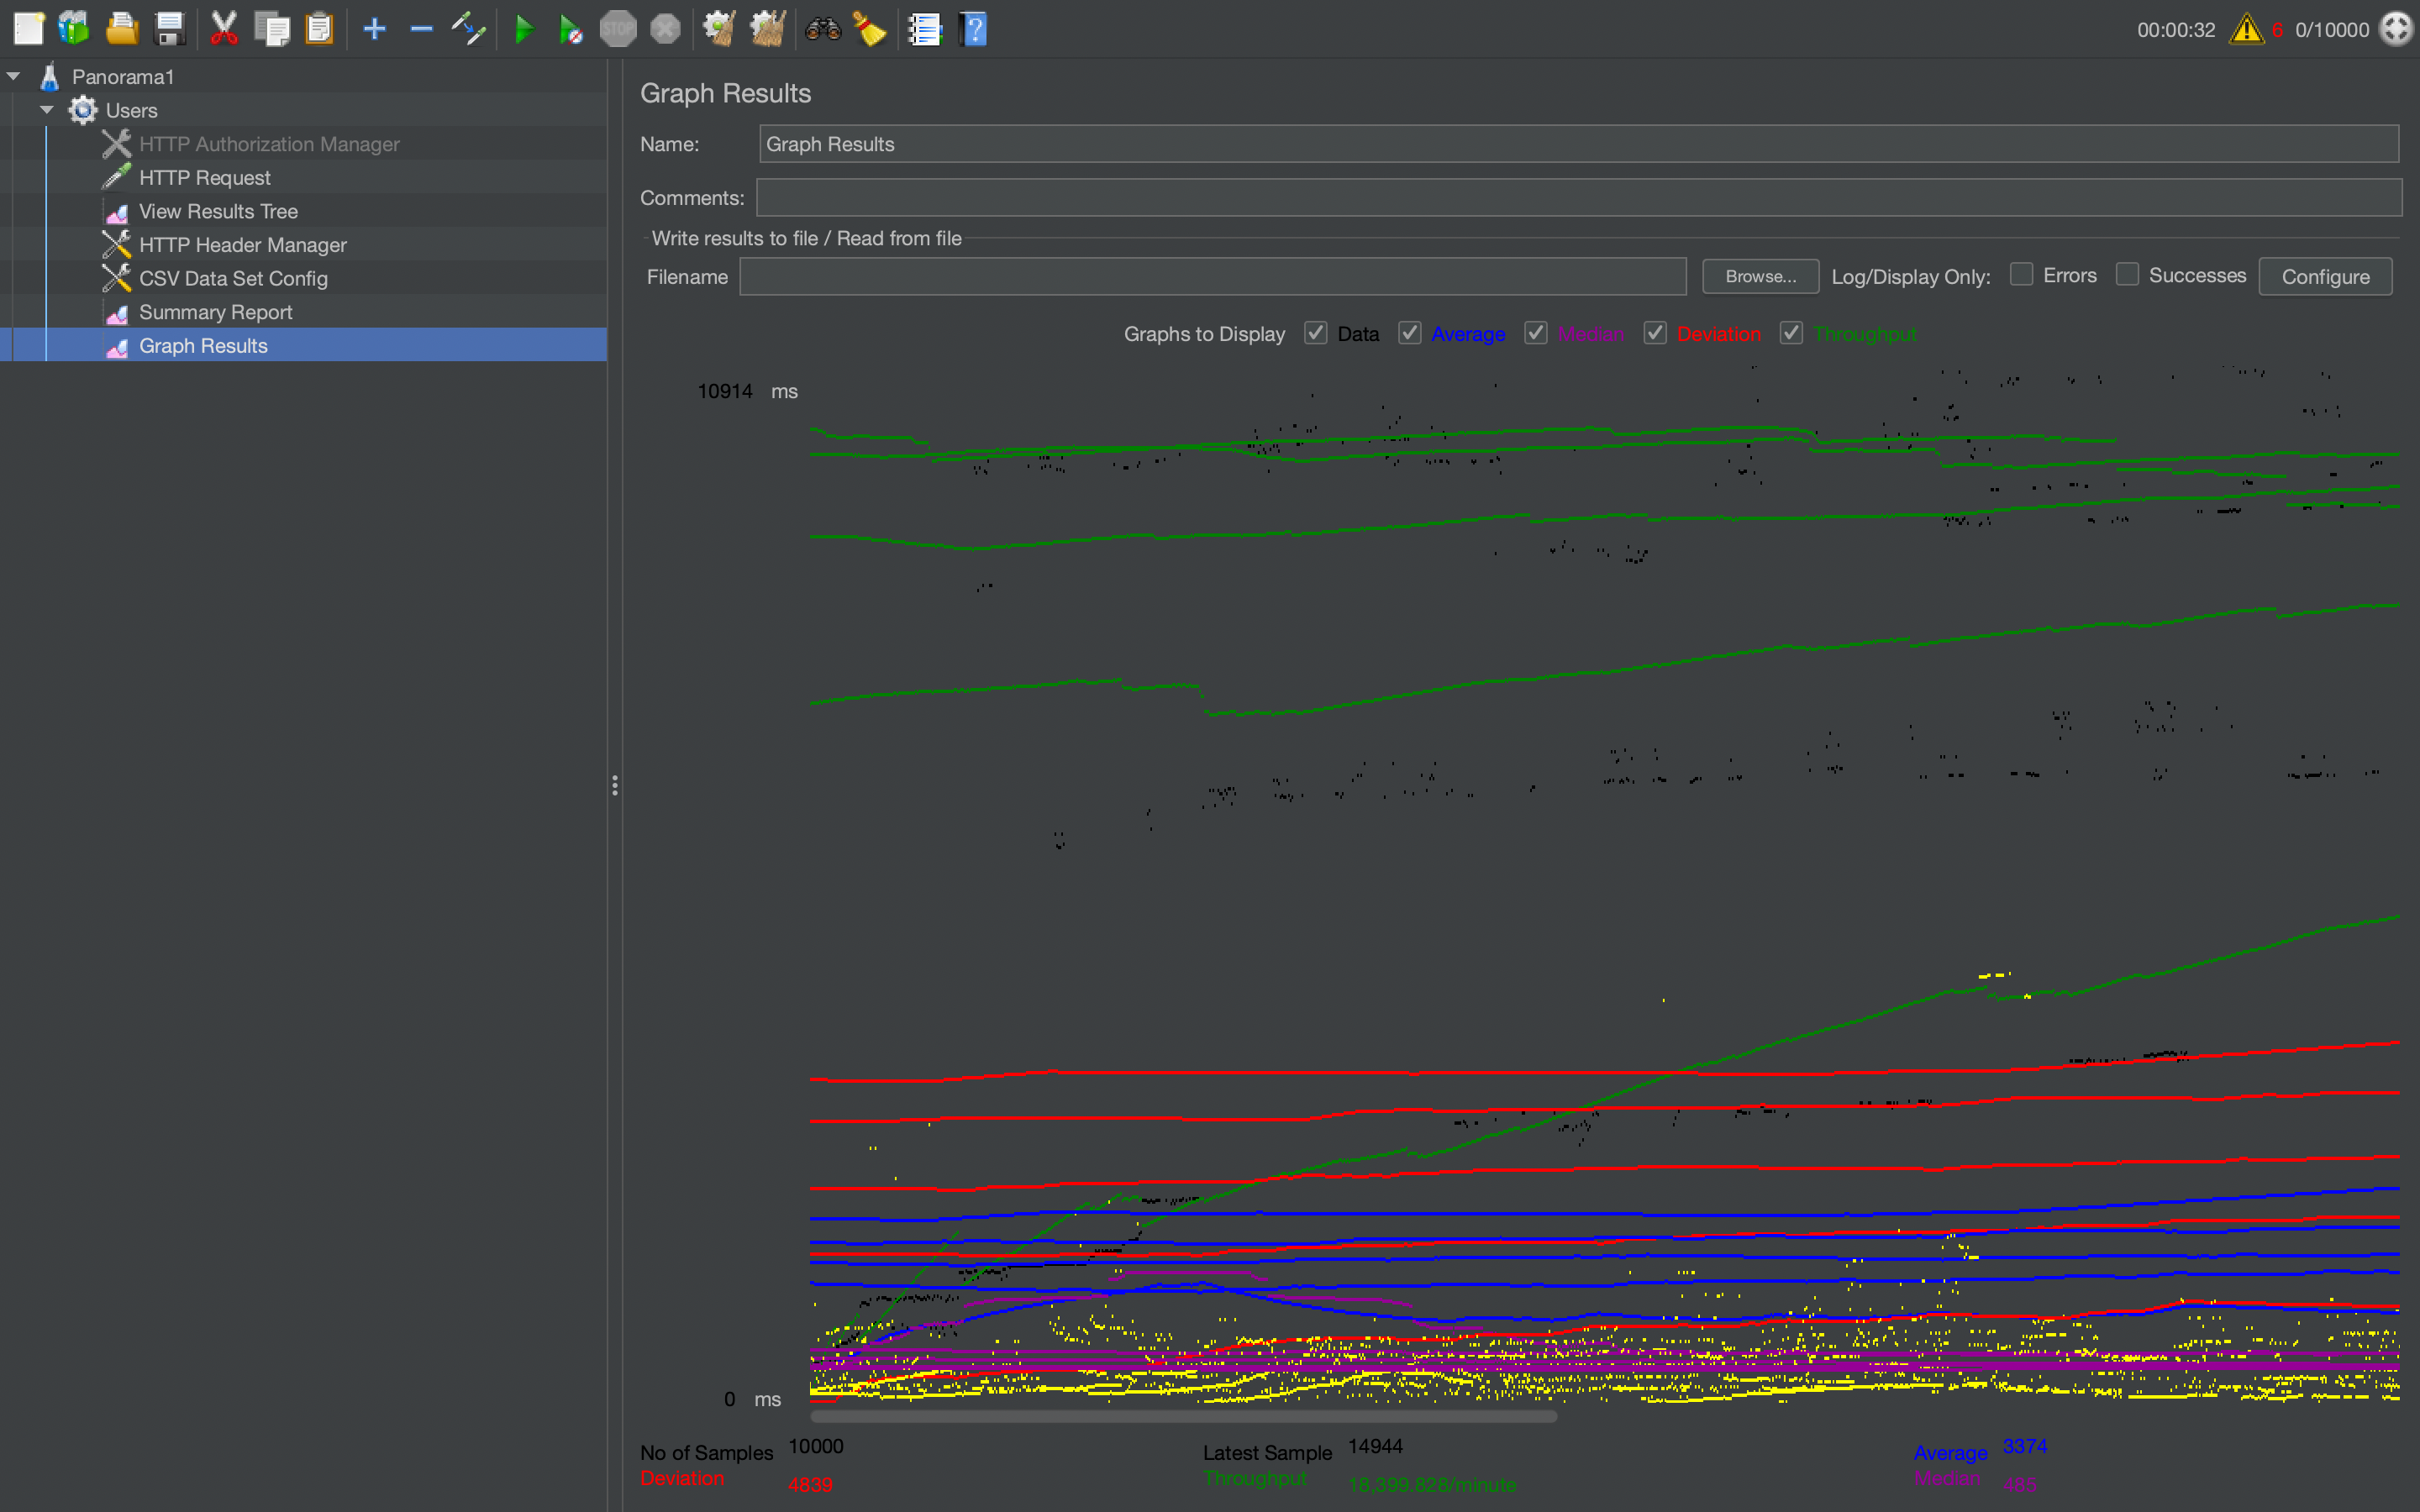 STOP
00:00:32 6 0/10000
Panorama1
Users
HTTP Authorization Manager
HTTP Request
View Results Tree
HTTP Header Manager
CSV Data Set Config
Summary Report
Graph Results
Graph Results
Name: Graph Results
Comments:
Write results to file / Read from file
Filename Browse... Log/Display Only: Errors Successes Configure
Graphs to Display Data Average Median Deviation Throughput
10914 ms
0 ms
No of Samples 10000 Latest Sample 14944 Average 3374
Deviation 4839 Throughput 18,399.828/minute Median 485